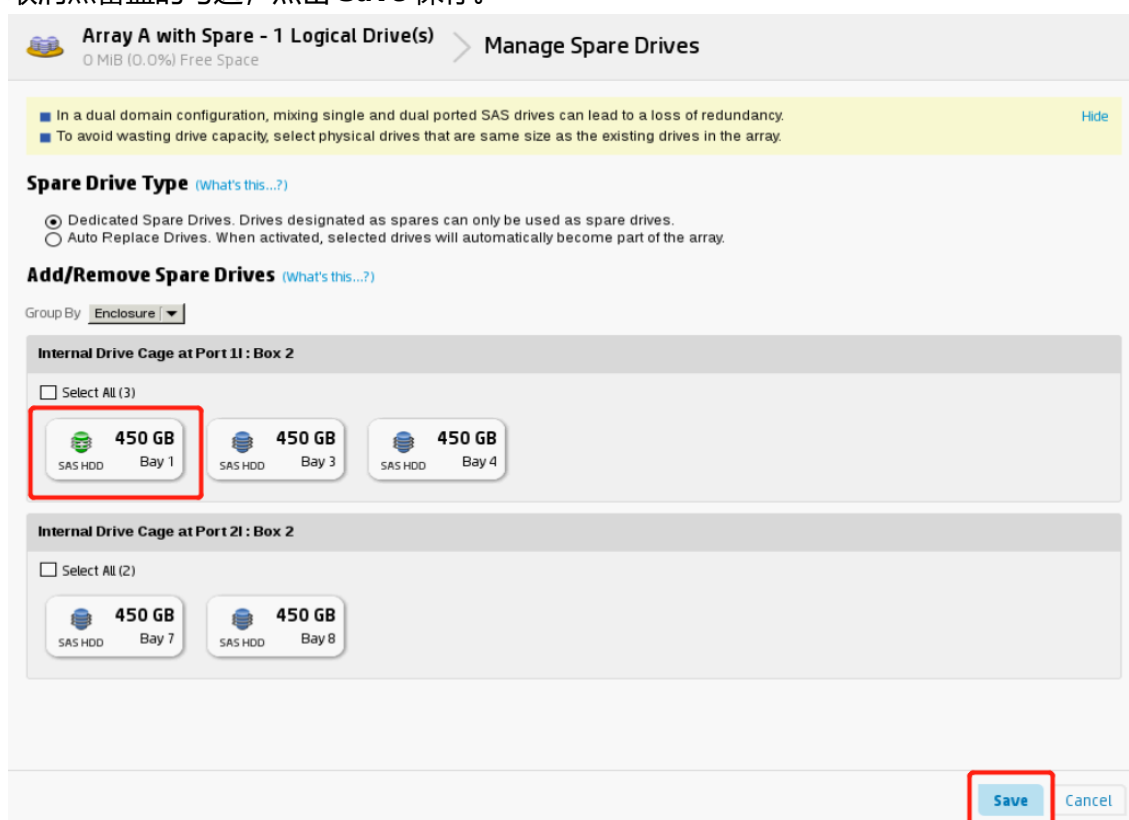 Array A with Spare - 1 Logical Drive(s)
0 MiB (0.0%) Free Space
Manage Spare Drives
In a dual domain configuration, mixing single and dual ported SAS drives can lead to a loss of redundancy.
Hide
To avoid wasting drive capacity, select physical drives that are same size as the existing drives in the array.
Spare Drive Type (What's this...?)
Dedicated Spare Drives. Drives designated as spares can only be used as spare drives.
Auto Replace Drives. When activated, selected drives will automatically become part of the array.
Add/Remove Spare Drives (What's this...?)
Group By Enclosure
Internal Drive Cage at Port 1I : Box 2
Select All (3)
450 GB
SAS HDD Bay 1
450 GB
SAS HDD Bay 3
450 GB
SAS HDD Bay 4
Internal Drive Cage at Port 2I : Box 2
Select All (2)
450 GB
SAS HDD Bay 7
450 GB
SAS HDD Bay 8
Save
Cancel